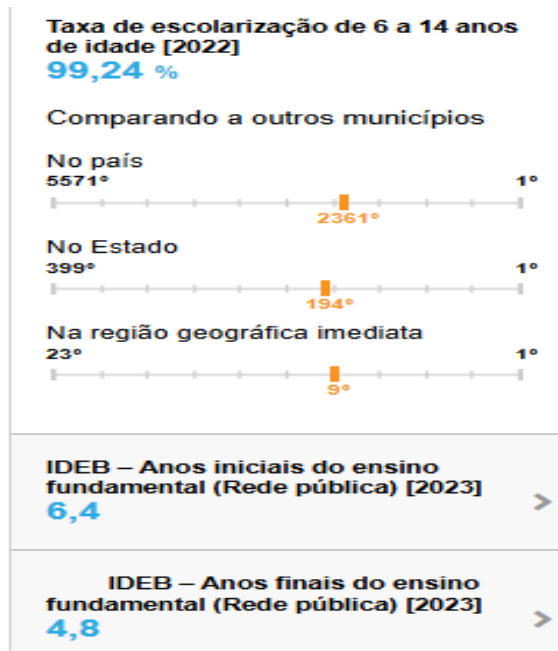 Taxa de escolarização de 6 a 14 anos
de idade [2022]
99,24 %
Comparando a outros municípios
No país
5571º 1º
2361º
No Estado
399º 1º
194º
Na região geográfica imediata
23º 1º
9º
IDEB – Anos iniciais do ensino
fundamental (Rede pública) [2023]
6,4
IDEB – Anos finais do ensino
fundamental (Rede pública) [2023]
4,8